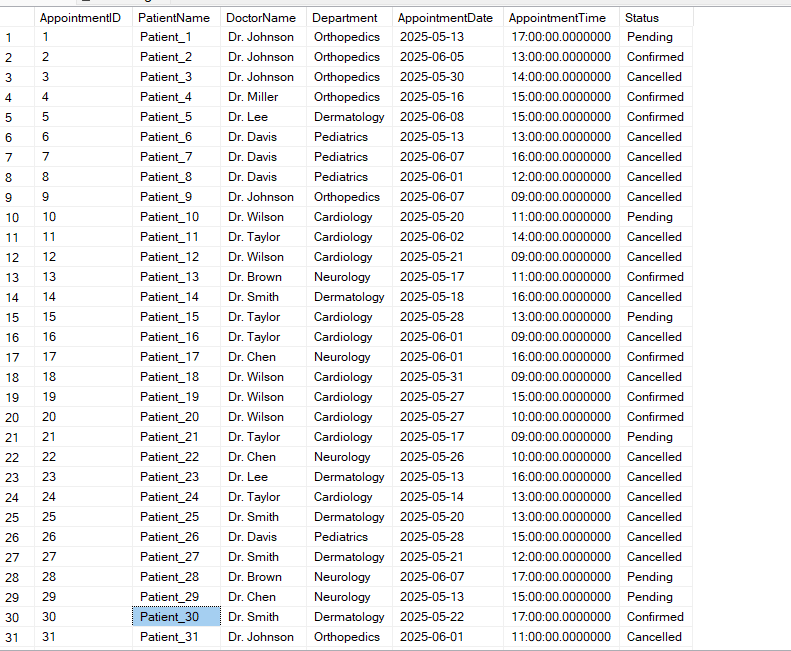 AppointmentID PatientName DoctorName Department AppointmentDate AppointmentTime Status
1 1 Patient_1 Dr. Johnson Orthopedics 2025-05-13 17:00:00.0000000 Pending
2 2 Patient_2 Dr. Johnson Orthopedics 2025-06-05 13:00:00.0000000 Confirmed
3 3 Patient_3 Dr. Johnson Orthopedics 2025-05-30 14:00:00.0000000 Cancelled
4 4 Patient_4 Dr. Miller Orthopedics 2025-05-16 15:00:00.0000000 Confirmed
5 5 Patient_5 Dr. Lee Dermatology 2025-06-08 15:00:00.0000000 Confirmed
6 6 Patient_6 Dr. Davis Pediatrics 2025-05-13 13:00:00.0000000 Cancelled
7 7 Patient_7 Dr. Davis Pediatrics 2025-06-07 16:00:00.0000000 Cancelled
8 8 Patient_8 Dr. Davis Pediatrics 2025-06-01 12:00:00.0000000 Cancelled
9 9 Patient_9 Dr. Johnson Orthopedics 2025-06-07 09:00:00.0000000 Cancelled
10 10 Patient_10 Dr. Wilson Cardiology 2025-05-20 11:00:00.0000000 Pending
11 11 Patient_11 Dr. Taylor Cardiology 2025-06-02 14:00:00.0000000 Cancelled
12 12 Patient_12 Dr. Wilson Cardiology 2025-05-21 09:00:00.0000000 Cancelled
13 13 Patient_13 Dr. Brown Neurology 2025-05-17 11:00:00.0000000 Confirmed
14 14 Patient_14 Dr. Smith Dermatology 2025-05-18 16:00:00.0000000 Cancelled
15 15 Patient_15 Dr. Taylor Cardiology 2025-05-28 13:00:00.0000000 Pending
16 16 Patient_16 Dr. Taylor Cardiology 2025-06-01 09:00:00.0000000 Cancelled
17 17 Patient_17 Dr. Chen Neurology 2025-06-01 16:00:00.0000000 Confirmed
18 18 Patient_18 Dr. Wilson Cardiology 2025-05-31 09:00:00.0000000 Cancelled
19 19 Patient_19 Dr. Wilson Cardiology 2025-05-27 15:00:00.0000000 Confirmed
20 20 Patient_20 Dr. Wilson Cardiology 2025-05-27 10:00:00.0000000 Confirmed
21 21 Patient_21 Dr. Taylor Cardiology 2025-05-17 09:00:00.0000000 Pending
22 22 Patient_22 Dr. Chen Neurology 2025-05-26 10:00:00.0000000 Cancelled
23 23 Patient_23 Dr. Lee Dermatology 2025-05-13 16:00:00.0000000 Cancelled
24 24 Patient_24 Dr. Taylor Cardiology 2025-05-14 13:00:00.0000000 Cancelled
25 25 Patient_25 Dr. Smith Dermatology 2025-05-20 13:00:00.0000000 Cancelled
26 26 Patient_26 Dr. Davis Pediatrics 2025-05-28 15:00:00.0000000 Cancelled
27 27 Patient_27 Dr. Smith Dermatology 2025-05-21 12:00:00.0000000 Cancelled
28 28 Patient_28 Dr. Brown Neurology 2025-06-07 17:00:00.0000000 Pending
29 29 Patient_29 Dr. Chen Neurology 2025-05-13 15:00:00.0000000 Pending
30 30 Patient_30 Dr. Smith Dermatology 2025-05-22 17:00:00.0000000 Confirmed
31 31 Patient_31 Dr. Johnson Orthopedics 2025-06-01 11:00:00.0000000 Cancelled